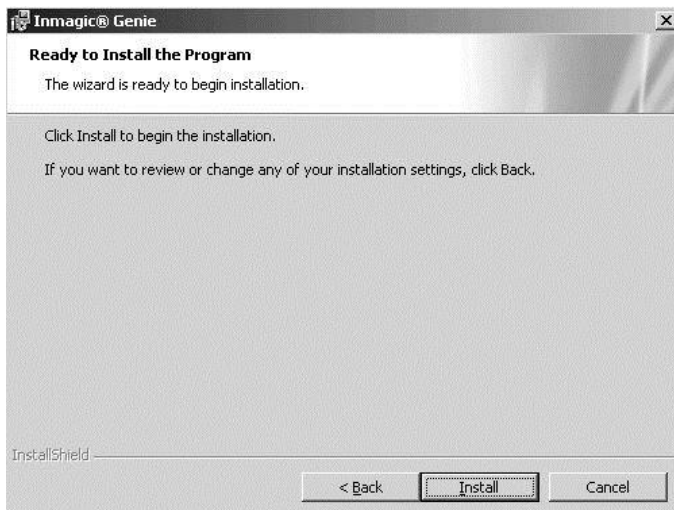 Inmagic® Genie
Ready to Install the Program
The wizard is ready to begin installation.
Click Install to begin the installation.
If you want to review or change any of your installation settings, click Back.
InstallShield
< Back
Install
Cancel